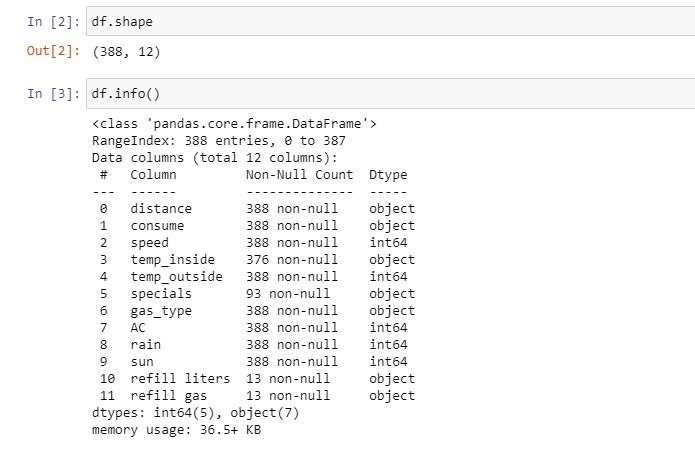 In [2]: df.shape
Out[2]: (388, 12)
In [3]: df.info()
<class 'pandas.core.frame.DataFrame'>
RangeIndex: 388 entries, 0 to 387
Data columns (total 12 columns):
 #   Column         Non-Null Count  Dtype
---  ------         --------------  -----
 0   distance       388 non-null    object
 1   consume        388 non-null    object
 2   speed          388 non-null    int64
 3   temp_inside    376 non-null    object
 4   temp_outside   388 non-null    int64
 5   specials       93 non-null     object
 6   gas_type       388 non-null    object
 7   AC             388 non-null    int64
 8   rain           388 non-null    int64
 9   sun            388 non-null    int64
 10  refill liters  13 non-null     object
 11  refill gas     13 non-null     object
dtypes: int64(5), object(7)
memory usage: 36.5+ KB